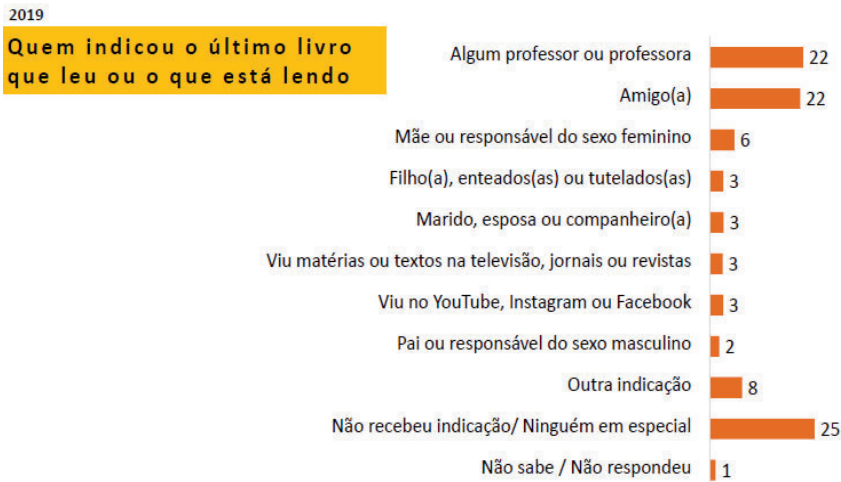 2019
Quem indicou o último livro
que leu ou o que está lendo
Algum professor ou professora 22
Amigo(a) 22
Mãe ou responsável do sexo feminino 6
Filho(a), enteados(as) ou tutelados(as) 3
Marido, esposa ou companheiro(a) 3
Viu matérias ou textos na televisão, jornais ou revistas 3
Viu no YouTube, Instagram ou Facebook 3
Pai ou responsável do sexo masculino 2
Outra indicação 8
Não recebeu indicação/ Ninguém em especial 25
Não sabe / Não respondeu 1